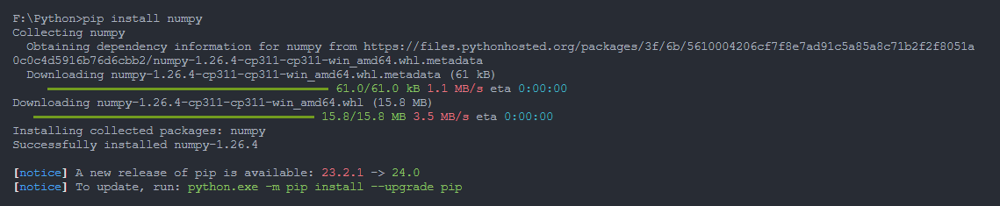 F:\Python>pip install numpy
Collecting numpy
Obtaining dependency information for numpy from https://files.pythonhosted.org/packages/3f/6b/5610004206cf7f8e7ad91c5a85a8c71b2f2f8051a
0c0c4d5916b76d6cbb2/numpy-1.26.4-cp311-cp311-win_amd64.whl.metadata
Downloading numpy-1.26.4-cp311-cp311-win_amd64.whl.metadata (61 kB)
61.0/61.0 kB 1.1 MB/s eta 0:00:00
Downloading numpy-1.26.4-cp311-cp311-win_amd64.whl (15.8 MB)
15.8/15.8 MB 3.5 MB/s eta 0:00:00
Installing collected packages: numpy
Successfully installed numpy-1.26.4
[notice] A new release of pip is available: 23.2.1 -> 24.0
[notice] To update, run: python.exe -m pip install --upgrade pip